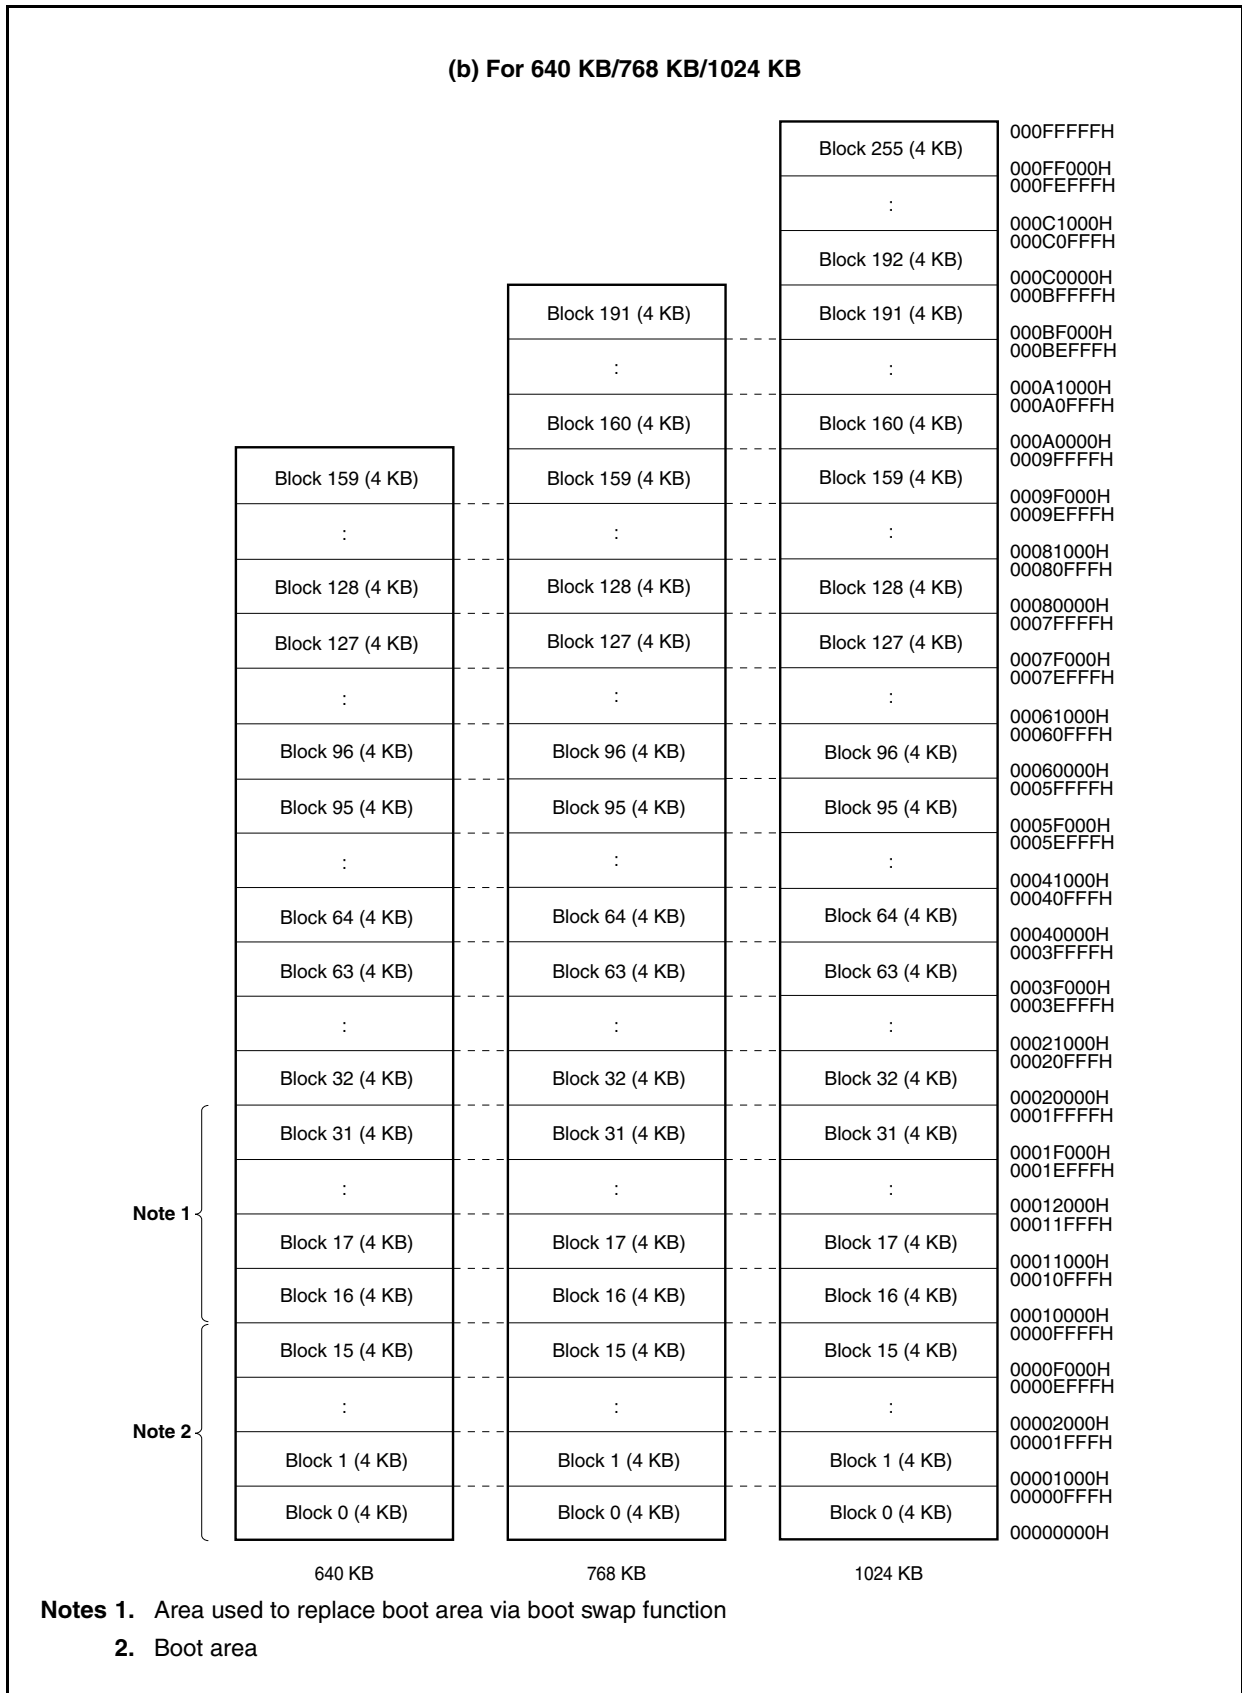 (b) For 640 KB/768 KB/1024 KB
000FFFFFH
Block 255 (4 KB)
000FF000H
000FEFFFH
:
000C1000H
000C0FFFH
Block 192 (4 KB)
000C0000H
000BFFFFH
Block 191 (4 KB) Block 191 (4 KB)
000BF000H
000BEFFFH
: :
000A1000H
000A0FFFH
Block 160 (4 KB) Block 160 (4 KB)
000A0000H
0009FFFFH
Block 159 (4 KB) Block 159 (4 KB) Block 159 (4 KB)
0009F000H
0009EFFFH
: : :
00081000H
00080FFFH
Block 128 (4 KB) Block 128 (4 KB) Block 128 (4 KB)
00080000H
0007FFFFH
Block 127 (4 KB) Block 127 (4 KB) Block 127 (4 KB)
0007F000H
0007EFFFH
: : :
00061000H
00060FFFH
Block 96 (4 KB) Block 96 (4 KB) Block 96 (4 KB)
00060000H
0005FFFFH
Block 95 (4 KB) Block 95 (4 KB) Block 95 (4 KB)
0005F000H
0005EFFFH
: : :
00041000H
00040FFFH
Block 64 (4 KB) Block 64 (4 KB) Block 64 (4 KB)
00040000H
0003FFFFH
Block 63 (4 KB) Block 63 (4 KB) Block 63 (4 KB)
0003F000H
0003EFFFH
: : :
00021000H
00020FFFH
Block 32 (4 KB) Block 32 (4 KB) Block 32 (4 KB)
00020000H
0001FFFFH
Block 31 (4 KB) Block 31 (4 KB) Block 31 (4 KB)
0001F000H
0001EFFFH
: : :
Note 1
00012000H
00011FFFH
Block 17 (4 KB) Block 17 (4 KB) Block 17 (4 KB)
00011000H
00010FFFH
Block 16 (4 KB) Block 16 (4 KB) Block 16 (4 KB)
00010000H
0000FFFFH
Block 15 (4 KB) Block 15 (4 KB) Block 15 (4 KB)
0000F000H
0000EFFFH
: : :
Note 2
00002000H
00001FFFH
Block 1 (4 KB) Block 1 (4 KB) Block 1 (4 KB)
00001000H
00000FFFH
Block 0 (4 KB) Block 0 (4 KB) Block 0 (4 KB)
00000000H
640 KB 768 KB 1024 KB
Notes 1. Area used to replace boot area via boot swap function
2. Boot area